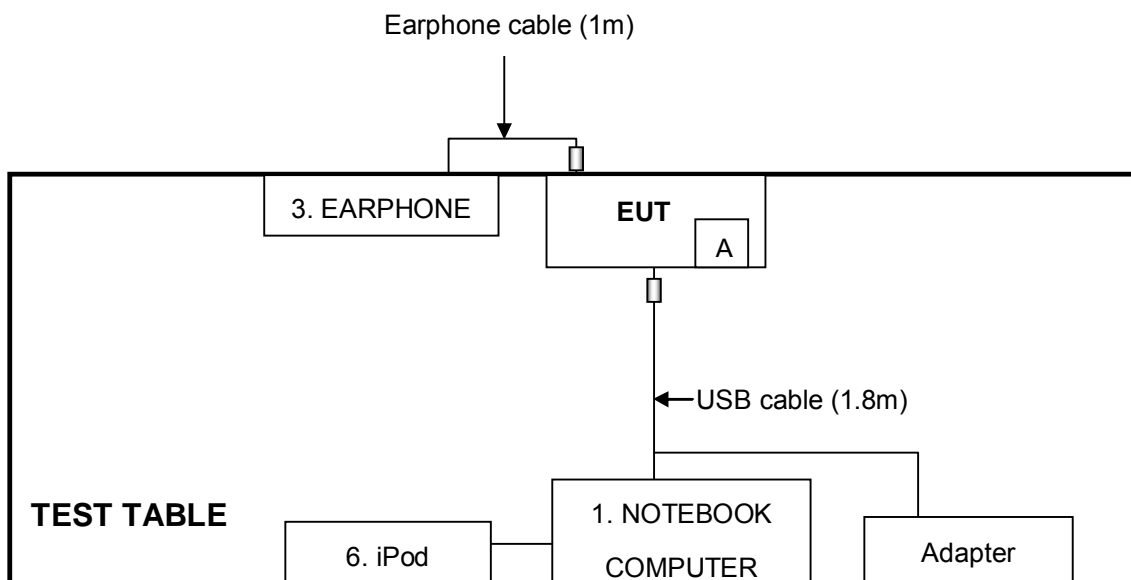 Earphone cable (1m)
3. EARPHONE
EUT
A
USB cable (1.8m)
TEST TABLE
1. NOTEBOOK
COMPUTER
6. iPod
Adapter